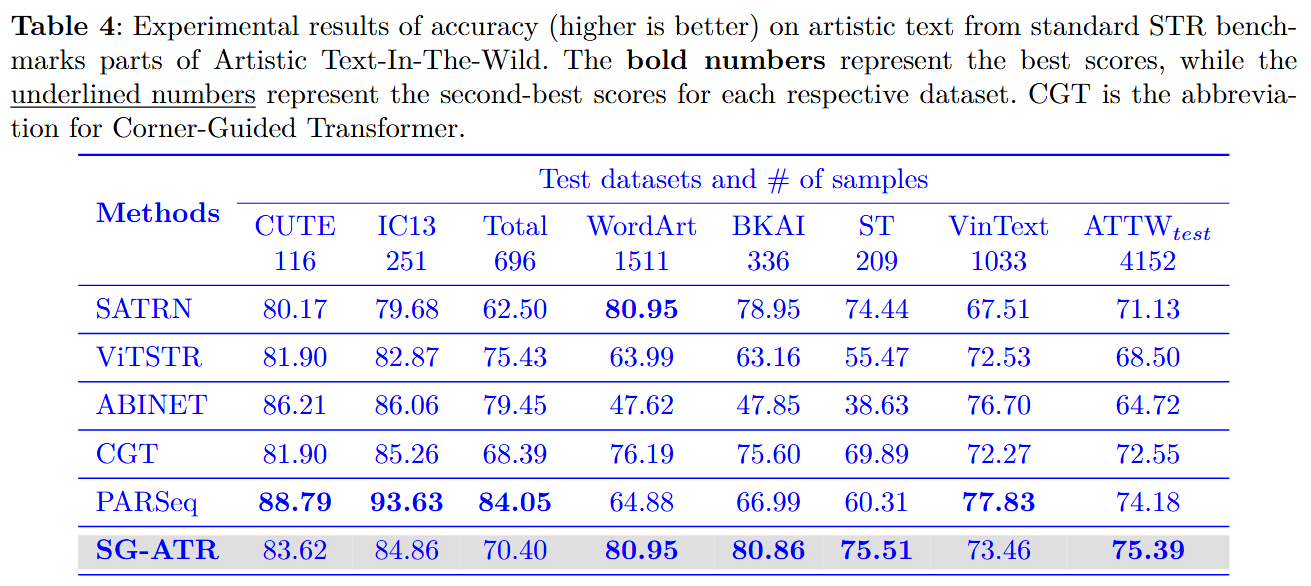 Table 4: Experimental results of accuracy (higher is better) on artistic text from standard STR bench-
marks parts of Artistic Text-In-The-Wild. The bold numbers represent the best scores, while the
underlined numbers represent the second-best scores for each respective dataset. CGT is the abbrevia-
tion for Corner-Guided Transformer.
Methods Test datasets and # of samples
CUTE IC13 Total WordArt BKAI ST VinText ATTWtest
116 251 696 1511 336 209 1033 4152
SATRN 80.17 79.68 62.50 80.95 78.95 74.44 67.51 71.13
ViTSTR 81.90 82.87 75.43 63.99 63.16 55.47 72.53 68.50
ABINET 86.21 86.06 79.45 47.62 47.85 38.63 76.70 64.72
CGT 81.90 85.26 68.39 76.19 75.60 69.89 72.27 72.55
PARSeq 88.79 93.63 84.05 64.88 66.99 60.31 77.83 74.18
SG-ATR 83.62 84.86 70.40 80.95 80.86 75.51 73.46 75.39